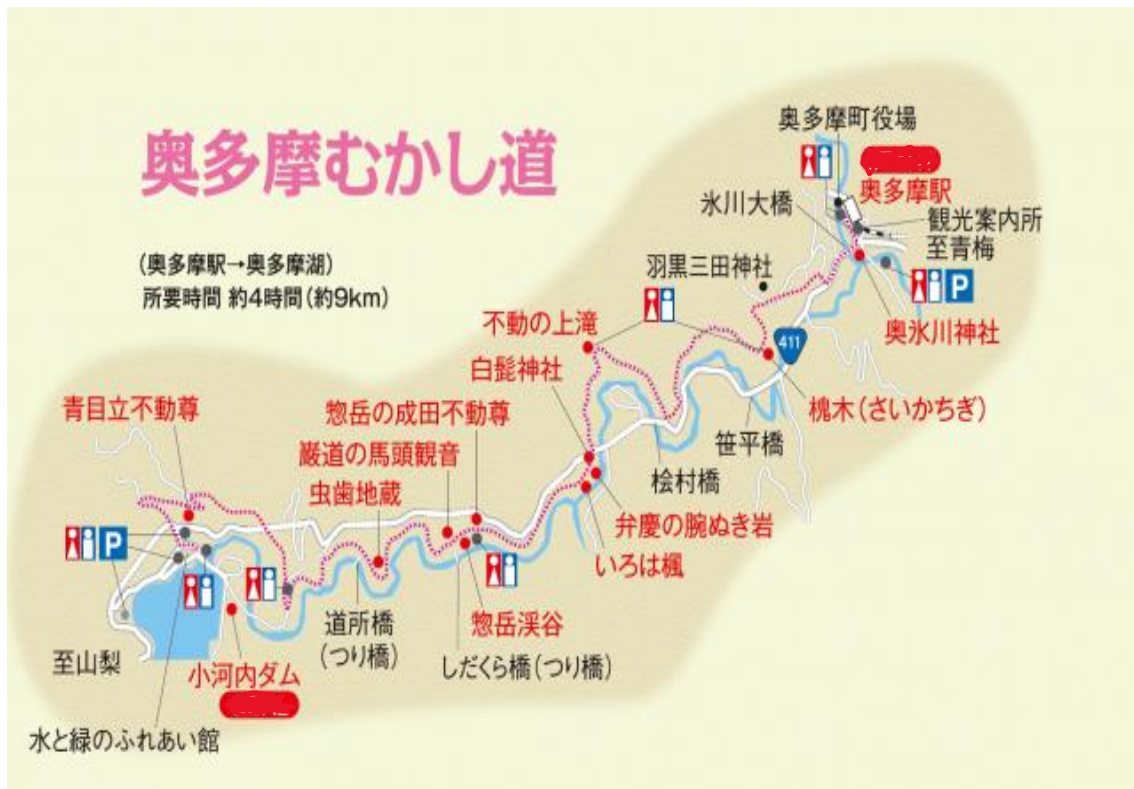 奥多摩むかし道
(奥多摩駅→奥多摩湖)
所要時間 約4時間(約9km)
奥多摩町役場
奥多摩駅
氷川大橋
観光案内所
至青梅
P
羽黒三田神社
奥氷川神社
411
不動の上滝
白髭神社
槐木(さいかちぎ)
笹平橋
桧村橋
弁慶の腕ぬき岩
いろは楓
青目立不動尊
惣岳の成田不動尊
巌道の馬頭観音
虫歯地蔵
P
惣岳渓谷
道所橋
(つり橋)
しだくら橋(つり橋)
至山梨
小河内ダム
水と緑のふれあい館